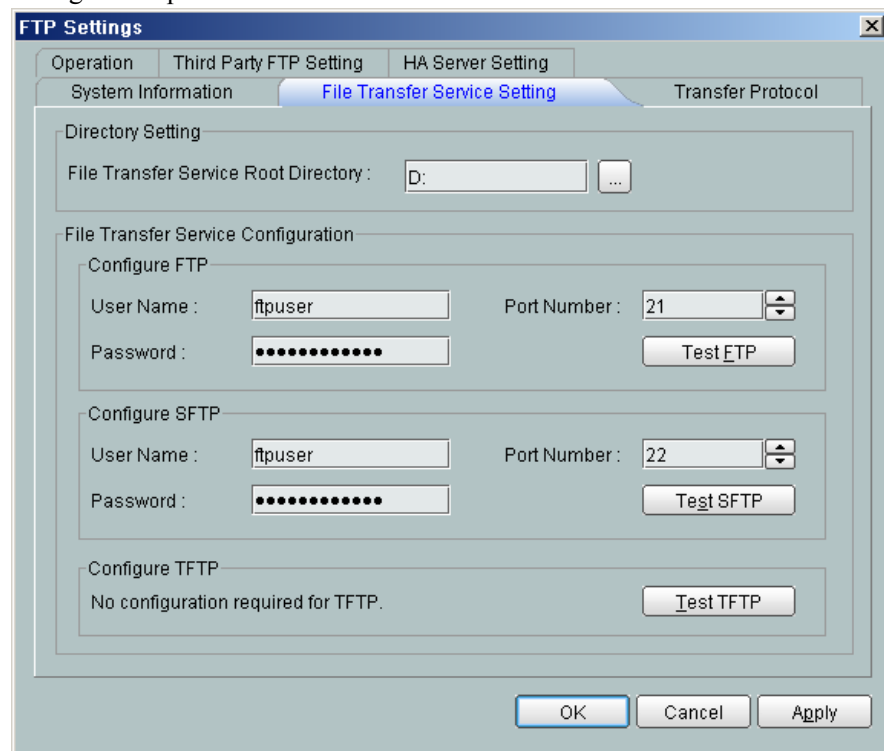 FTP Settings
Operation Third Party FTP Setting HA Server Setting
System Information File Transfer Service Setting Transfer Protocol
Directory Setting
File Transfer Service Root Directory : D: ...
File Transfer Service Configuration
Configure FTP
User Name : ftpuser Port Number : 21
Password : •••••••••••• Test FTP
Configure SFTP
User Name : ftpuser Port Number : 22
Password : •••••••••••• Test SFTP
Configure TFTP
No configuration required for TFTP. Test TFTP
OK Cancel Apply